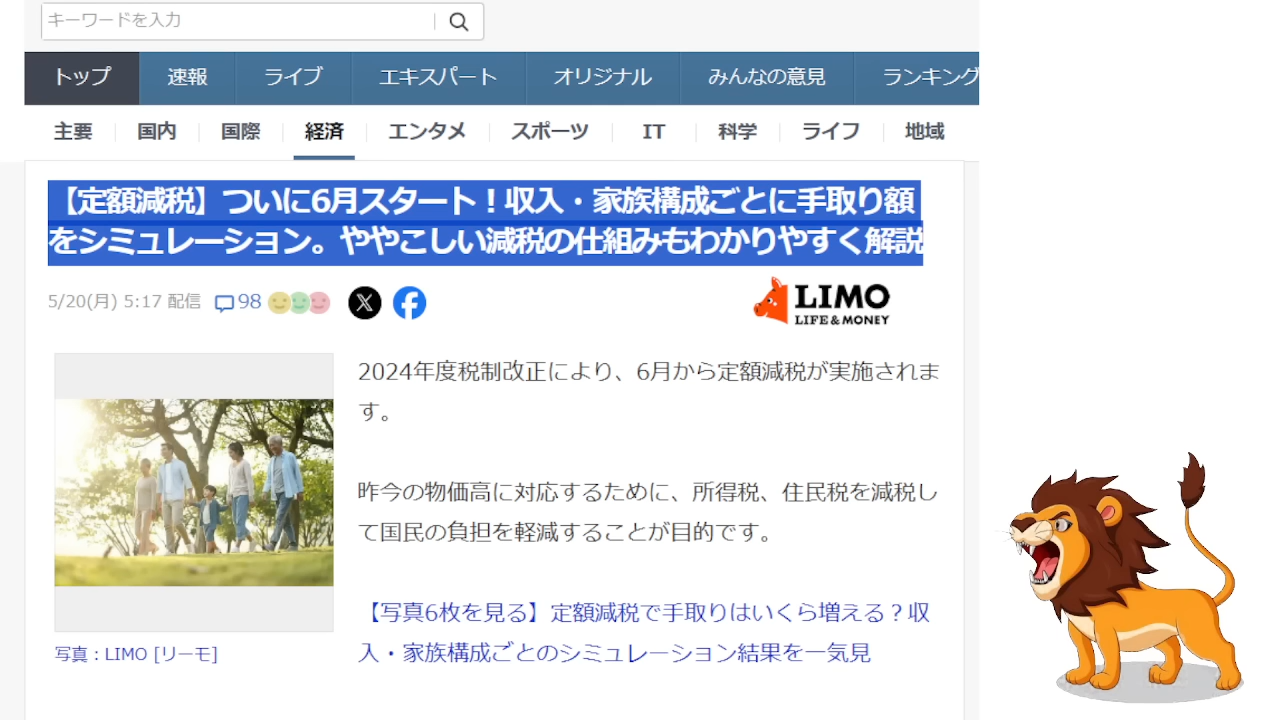 キーワードを入力
トップ 速報 ライブ エキスパート オリジナル みんなの意見 ランキング
主要 国内 国際 経済 エンタメ スポーツ IT 科学 ライフ 地域
【定額減税】ついに6月スタート！収入・家族構成ごとに手取り額
をシミュレーション。ややこしい減税の仕組みもわかりやすく解説
5/20(月) 5:17 配信 98
LIMO
LIFE & MONEY
2024年度税制改正により、6月から定額減税が実施されま
す。
昨今の物価高に対応するために、所得税、住民税を減税し
て国民の負担を軽減することが目的です。
【写真6枚を見る】定額減税で手取りはいくら増える？収
入・家族構成ごとのシミュレーション結果を一気見
写真：LIMO [リーモ]